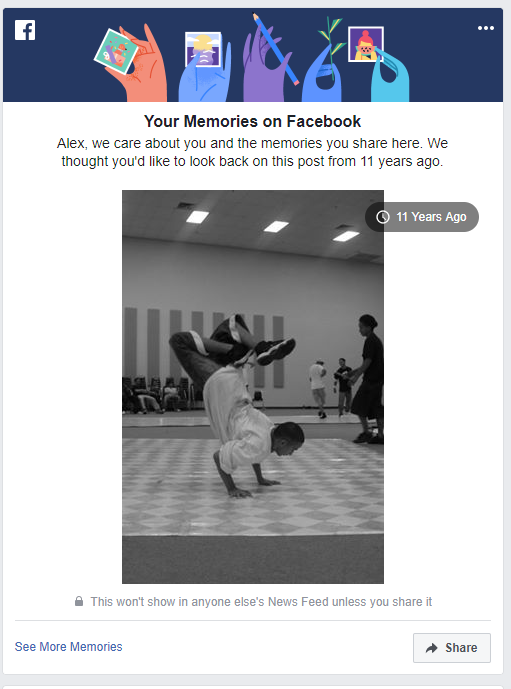 Your Memories on Facebook
Alex, we care about you and the memories you share here. We
thought you'd like to look back on this post from 11 years ago.
11 Years Ago
This won't show in anyone else's News Feed unless you share it
See More Memories
Share